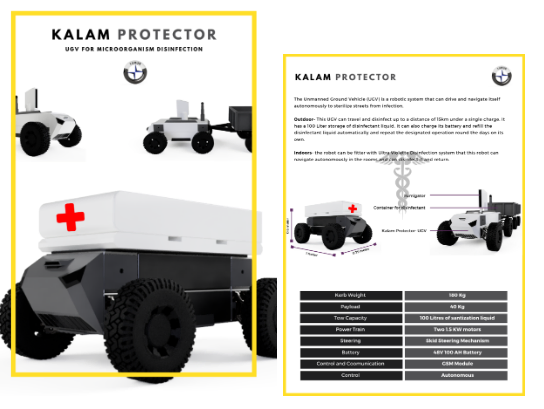 KALAM PROTECTOR
UGV FOR MICROORGANISM DISINFECTION
KALAM PROTECTOR
The Unmanned Ground Vehicle (UGV) is a robotic system that can drive and navigate itself
autonomously to sterilize streets from infection.
Outdoor- This UGV can travel and disinfect up to a distance of 15km under a single charge. It
has a 100 Liter storage of disinfectant liquid. It can also charge its battery and refill the
disinfectant liquid automatically and repeat the designated operation round the days on its
own.
Indoors- the robot can be fitter with Ultra Violet Disinfection system that this robot can
navigate autonomously in the rooms and can disinfect and return.
Container for disinfectant
Kalam Protector- UGV
Kerb Weight 180 Kg
Payload 40 Kg
Tow Capacity 100 Litres of sanitization liquid
Power Train Two 1.5 KW motors
Steering Skid Steering Mechanism
Battery 48V 100 AH Battery
Control and Communication GSM Module
Control Autonomous